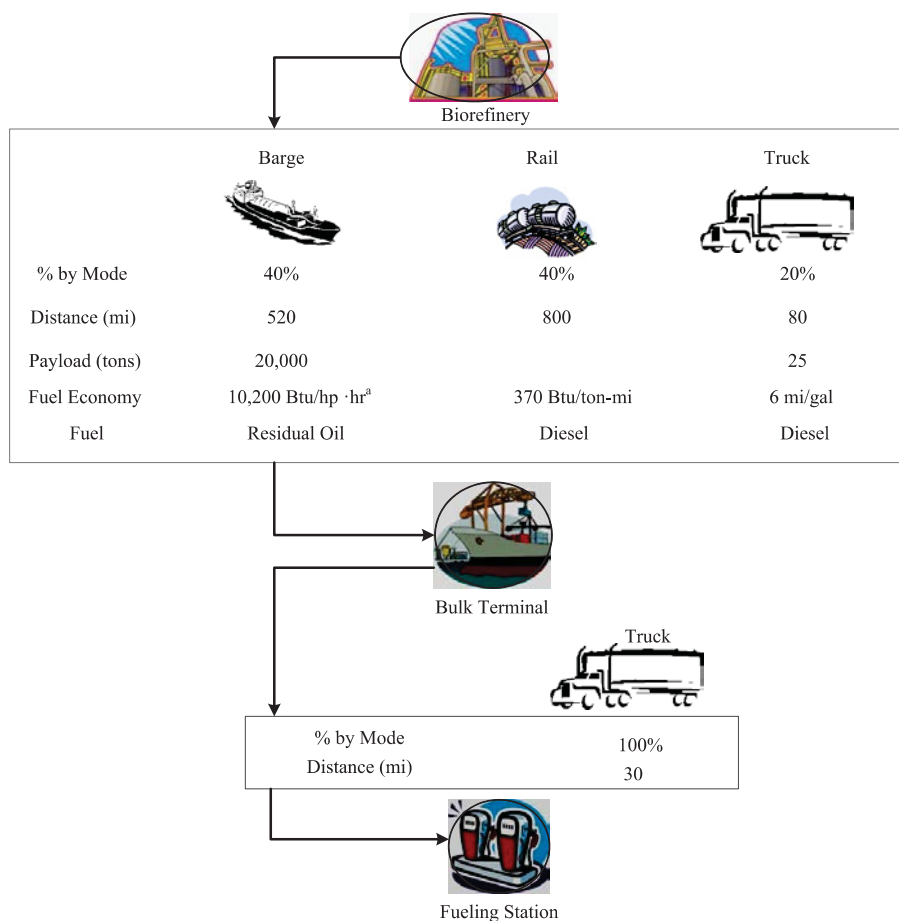 Biorefinery
Barge Rail Truck
% by Mode 40% 40% 20%
Distance (mi) 520 800 80
Payload (tons) 20,000 25
Fuel Economy 10,200 Btu/hp ·hrᵃ 370 Btu/ton-mi 6 mi/gal
Fuel Residual Oil Diesel Diesel
Bulk Terminal
Truck
% by Mode 100%
Distance (mi) 30
Fueling Station